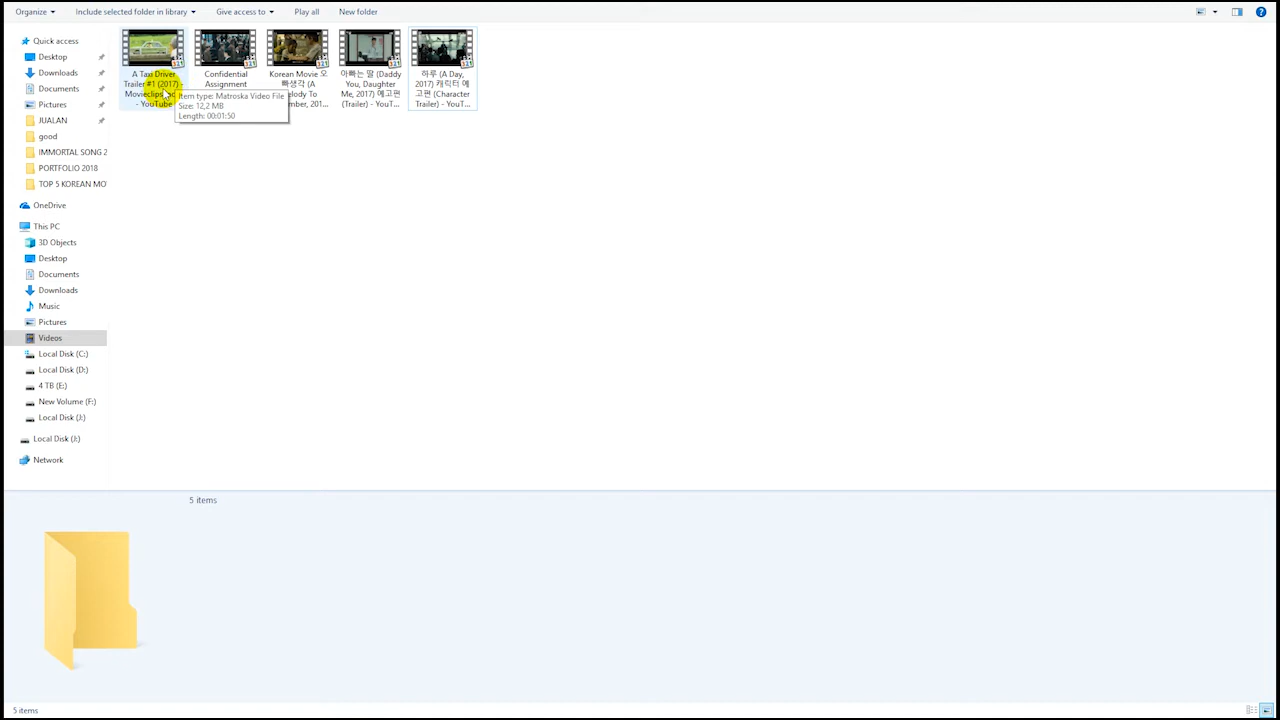 Organize
Include selected folder in library
Give access to
Play all
New folder
Quick access
Desktop
Downloads
Documents
Pictures
JUALAN
good
IMMORTAL SONG 2
PORTFOLIO 2018
TOP 5 KOREAN MO
OneDrive
This PC
3D Objects
Desktop
Documents
Downloads
Music
Pictures
Videos
Local Disk (C:)
Local Disk (D:)
4 TB (E:)
New Volume (F:)
Local Disk (J:)
Local Disk (J:)
Network
A Taxi Driver
Trailer #1 (2017) -
Movieclips
- YouTube
Confidential
Assignment
Korean Movie 오
빠생각 (A
elody To
ember, 201...
아빠는 딸 (Daddy
You, Daughter
Me, 2017) 예고편
(Trailer) - YouT...
하루 (A Day,
2017) 캐릭터 예
고편 (Character
Trailer) - YouT...
Item type: Matroska Video File
Size: 12,2 MB
Length: 00:01:50
5 items
5 items